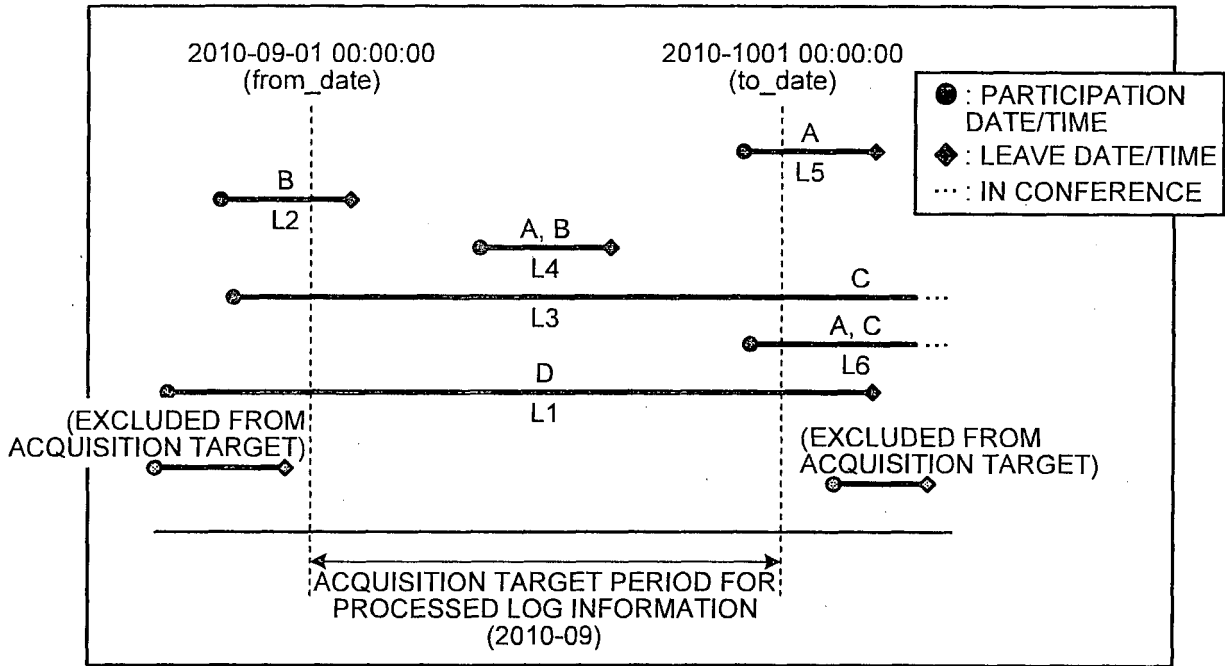 2010-09-01 00:00:00
(from_date)
2010-1001 00:00:00
(to_date)
● : PARTICIPATION
DATE/TIME
◆ : LEAVE DATE/TIME
···· : IN CONFERENCE
A
L5
B
L2
A, B
L4
C
L3
A, C
L6
D
L1
(EXCLUDED FROM
ACQUISITION TARGET)
(EXCLUDED FROM
ACQUISITION TARGET)
ACQUISITION TARGET PERIOD FOR
PROCESSED LOG INFORMATION
(2010-09)